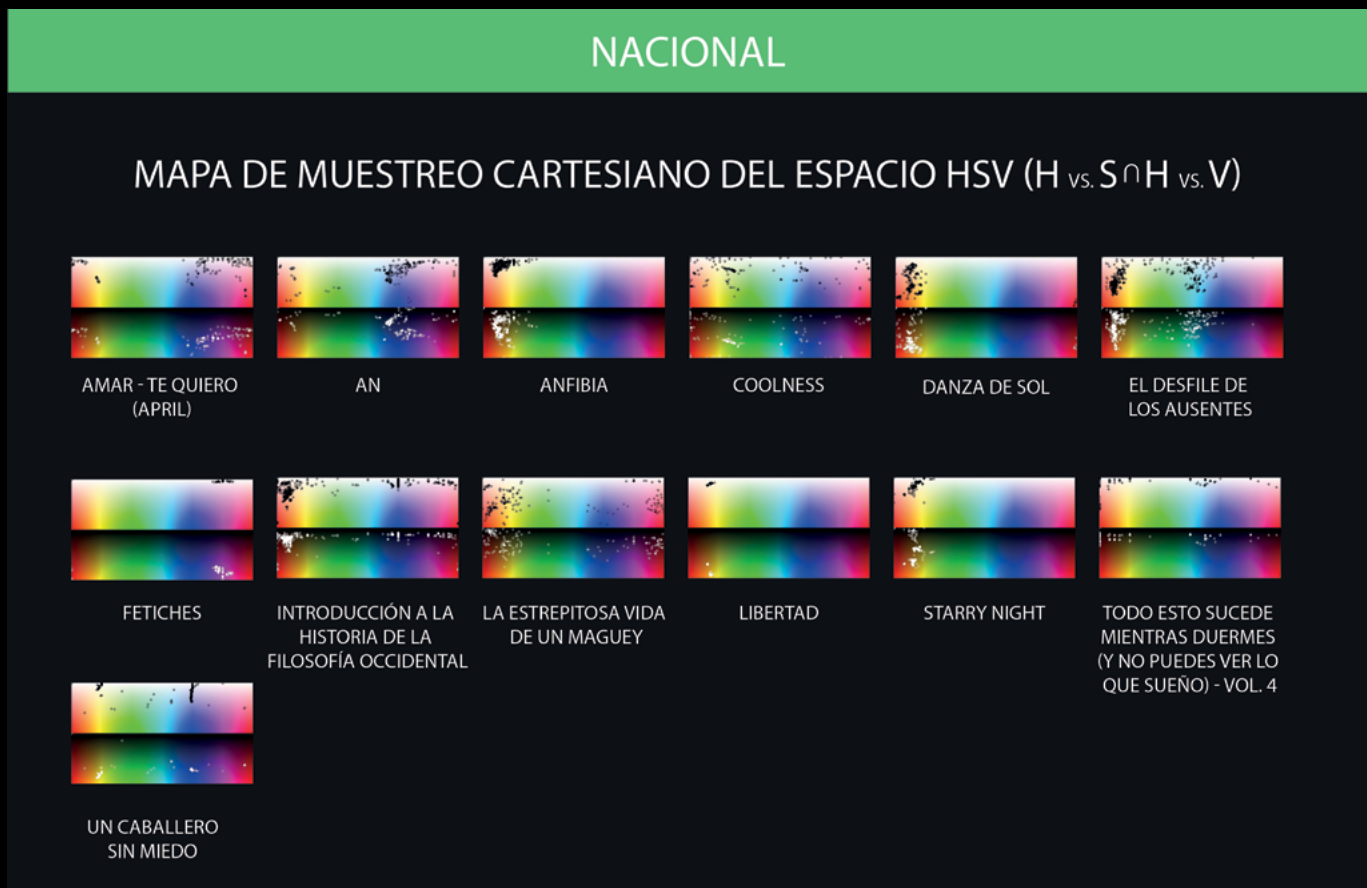 NACIONAL
MAPA DE MUESTREO CARTESIANO DEL ESPACIO HSV (H vs. S ∩ H vs. V)
AMAR - TE QUIERO
(APRIL)
AN
ANFIBIA
COOLNESS
DANZA DE SOL
EL DESFILE DE
LOS AUSENTES
FETICHES
INTRODUCCIÓN A LA
HISTORIA DE LA
FILOSOFÍA OCCIDENTAL
LA ESTREPITOSA VIDA
DE UN MAGUEY
LIBERTAD
STARRY NIGHT
TODO ESTO SUCEDE
MIENTRAS DUERMES
(Y NO PUEDES VER LO
QUE SUEÑO) - VOL. 4
UN CABALLERO
SIN MIEDO